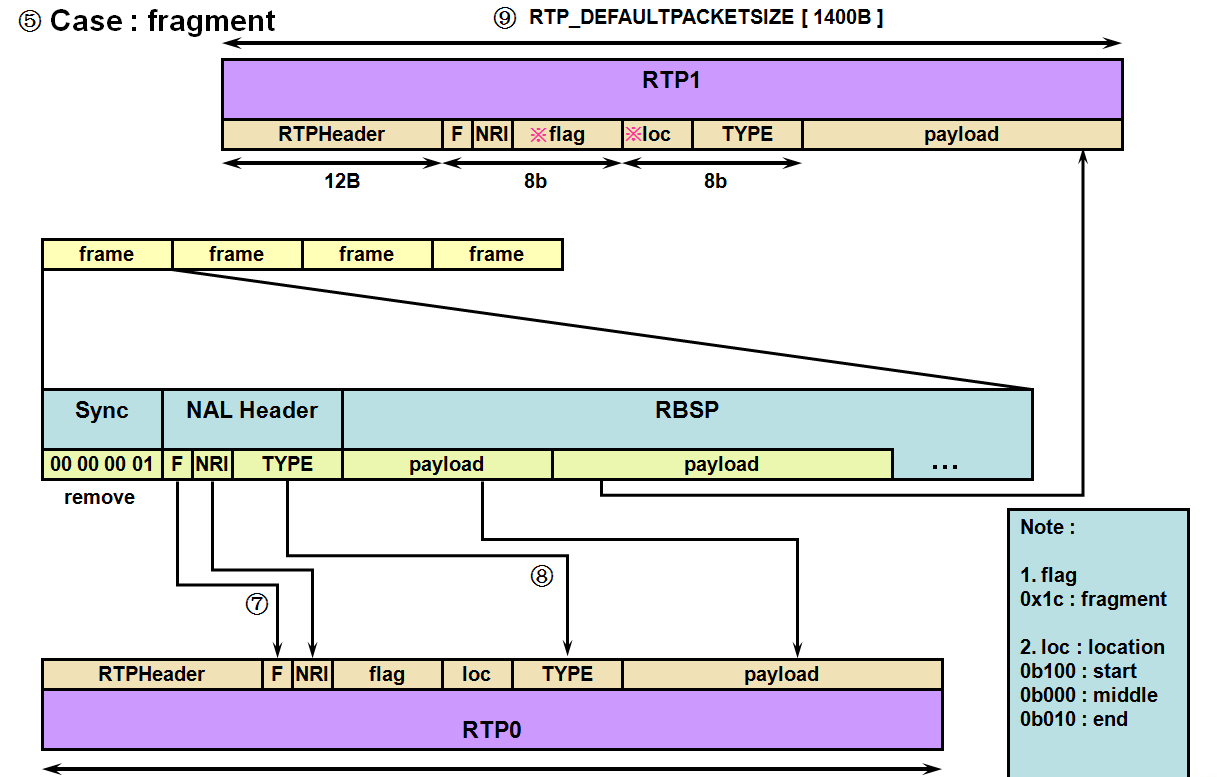 ⑤ Case : fragment
⑨ RTP_DEFAULTPACKETSIZE [ 1400B ]
RTP1
RTPHeader F NRI ※flag ※loc TYPE payload
12B 8b 8b
frame frame frame frame
Sync NAL Header RBSP
00 00 00 01 F NRI TYPE payload payload ...
remove
⑧
⑦
RTPHeader F NRI flag loc TYPE payload
RTP0
Note :
1. flag
0x1c : fragment
2. loc : location
0b100 : start
0b000 : middle
0b010 : end